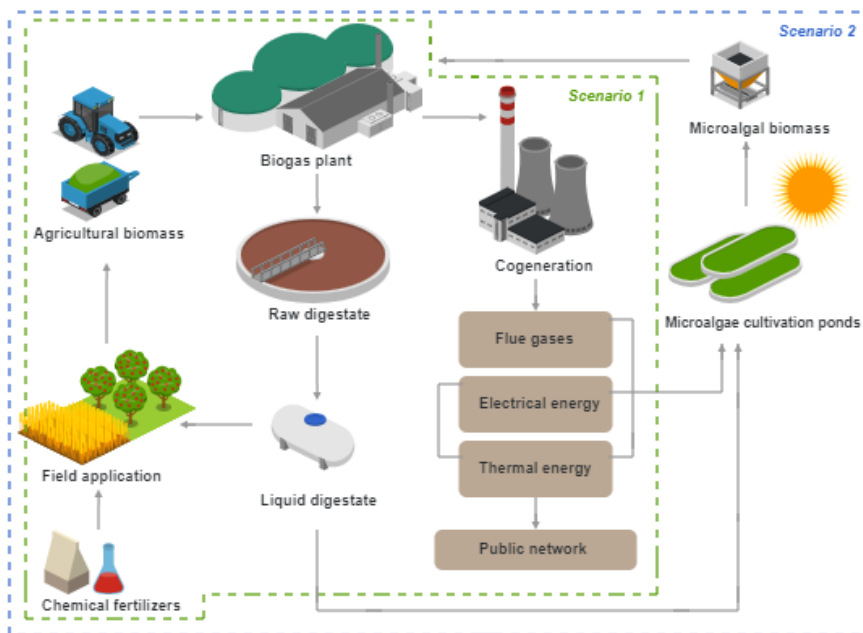 Scenario 2
Scenario 1
Microalgal biomass
Biogas plant
Agricultural biomass
Cogeneration
Raw digestate
Microalgae cultivation ponds
Flue gases
Electrical energy
Thermal energy
Field application
Liquid digestate
Public network
Chemical fertilizers